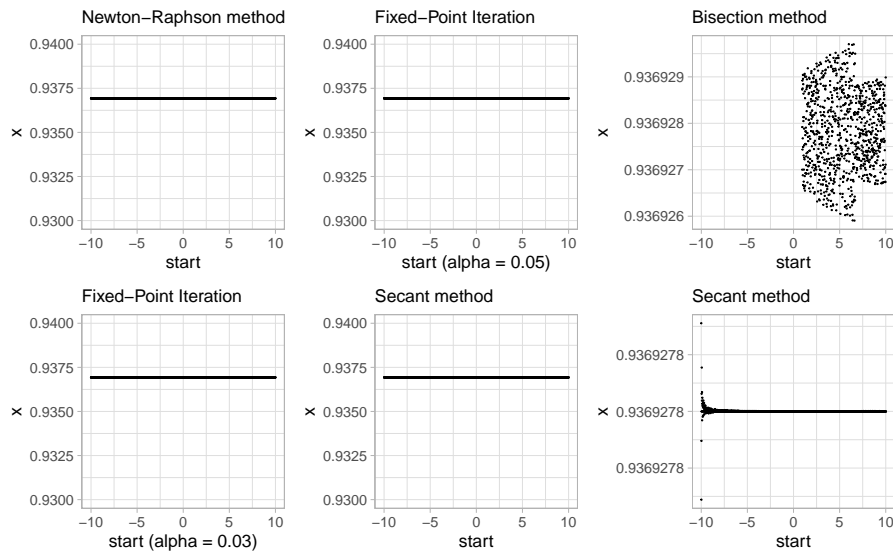 Newton−Raphson method
0.9400
0.9375
0.9350
0.9325
0.9300
x
−10 −5 0 5 10
start
Fixed−Point Iteration
0.9400
0.9375
0.9350
0.9325
0.9300
x
−10 −5 0 5 10
start (alpha = 0.05)
Bisection method
0.936929
0.936928
0.936927
0.936926
x
−10 −5 0 5 10
start
Fixed−Point Iteration
0.9400
0.9375
0.9350
0.9325
0.9300
x
−10 −5 0 5 10
start (alpha = 0.03)
Secant method
0.9400
0.9375
0.9350
0.9325
0.9300
x
−10 −5 0 5 10
start
Secant method
0.9369278
0.9369278
0.9369278
x
−10 −5 0 5 10
start